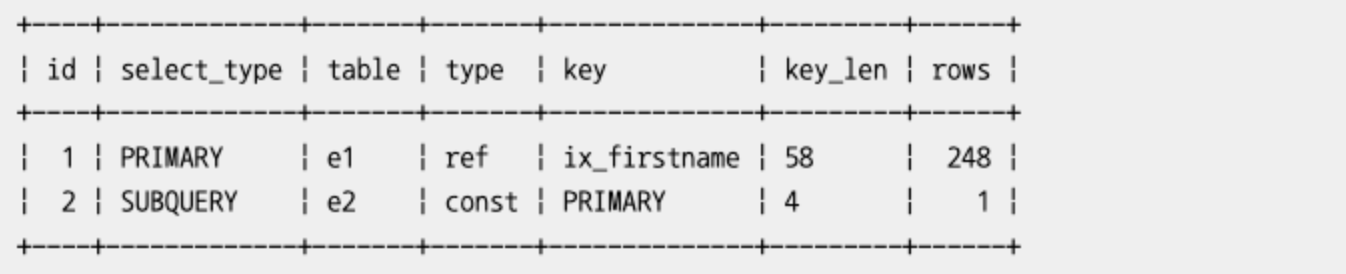 +----+-------------+-------+-------+--------------+---------+------+
| id | select_type | table | type  | key          | key_len | rows |
+----+-------------+-------+-------+--------------+---------+------+
|  1 | PRIMARY     | e1    | ref   | ix_firstname | 58      |  248 |
|  2 | SUBQUERY    | e2    | const | PRIMARY      | 4       |    1 |
+----+-------------+-------+-------+--------------+---------+------+